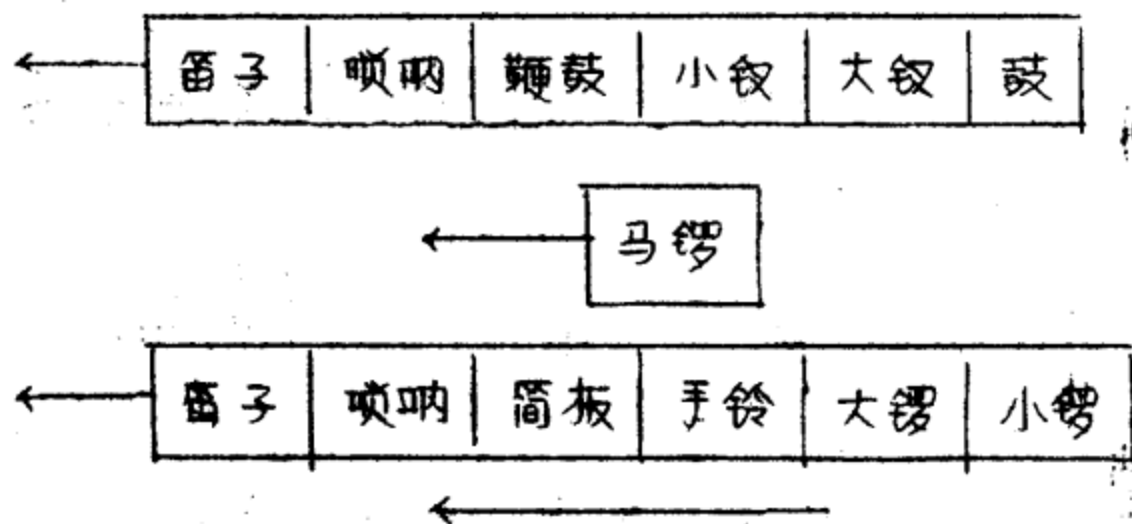 笛子 唢呐 鞭鼓 小钗 大钗 鼓
马锣
笛子 唢呐 简板 手铃 大锣 小锣